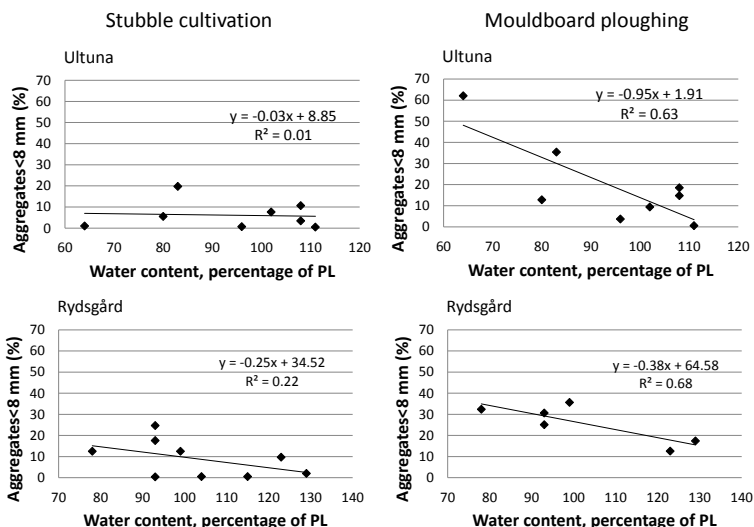 Stubble cultivation
Mouldboard ploughing
Ultuna
Aggregates<8 mm (%)
70
60
50
40
30
20
10
0
y = -0.03x + 8.85
R² = 0.01
60 70 80 90 100 110 120
Water content, percentage of PL
Ultuna
Aggregates<8 mm (%)
70
60
50
40
30
20
10
0
y = -0.95x + 1.91
R² = 0.63
60 70 80 90 100 110 120
Water content, percentage of PL
Rydsgård
Aggregates<8 mm (%)
70
60
50
40
30
20
10
0
y = -0.25x + 34.52
R² = 0.22
60 70 80 90 100 110 120 130 140
Water content, percentage of PL
Rydsgård
Aggregates<8 mm (%)
70
60
50
40
30
20
10
0
y = -0.38x + 64.58
R² = 0.68
70 80 90 100 110 120 130 140
Water content, percentage of PL